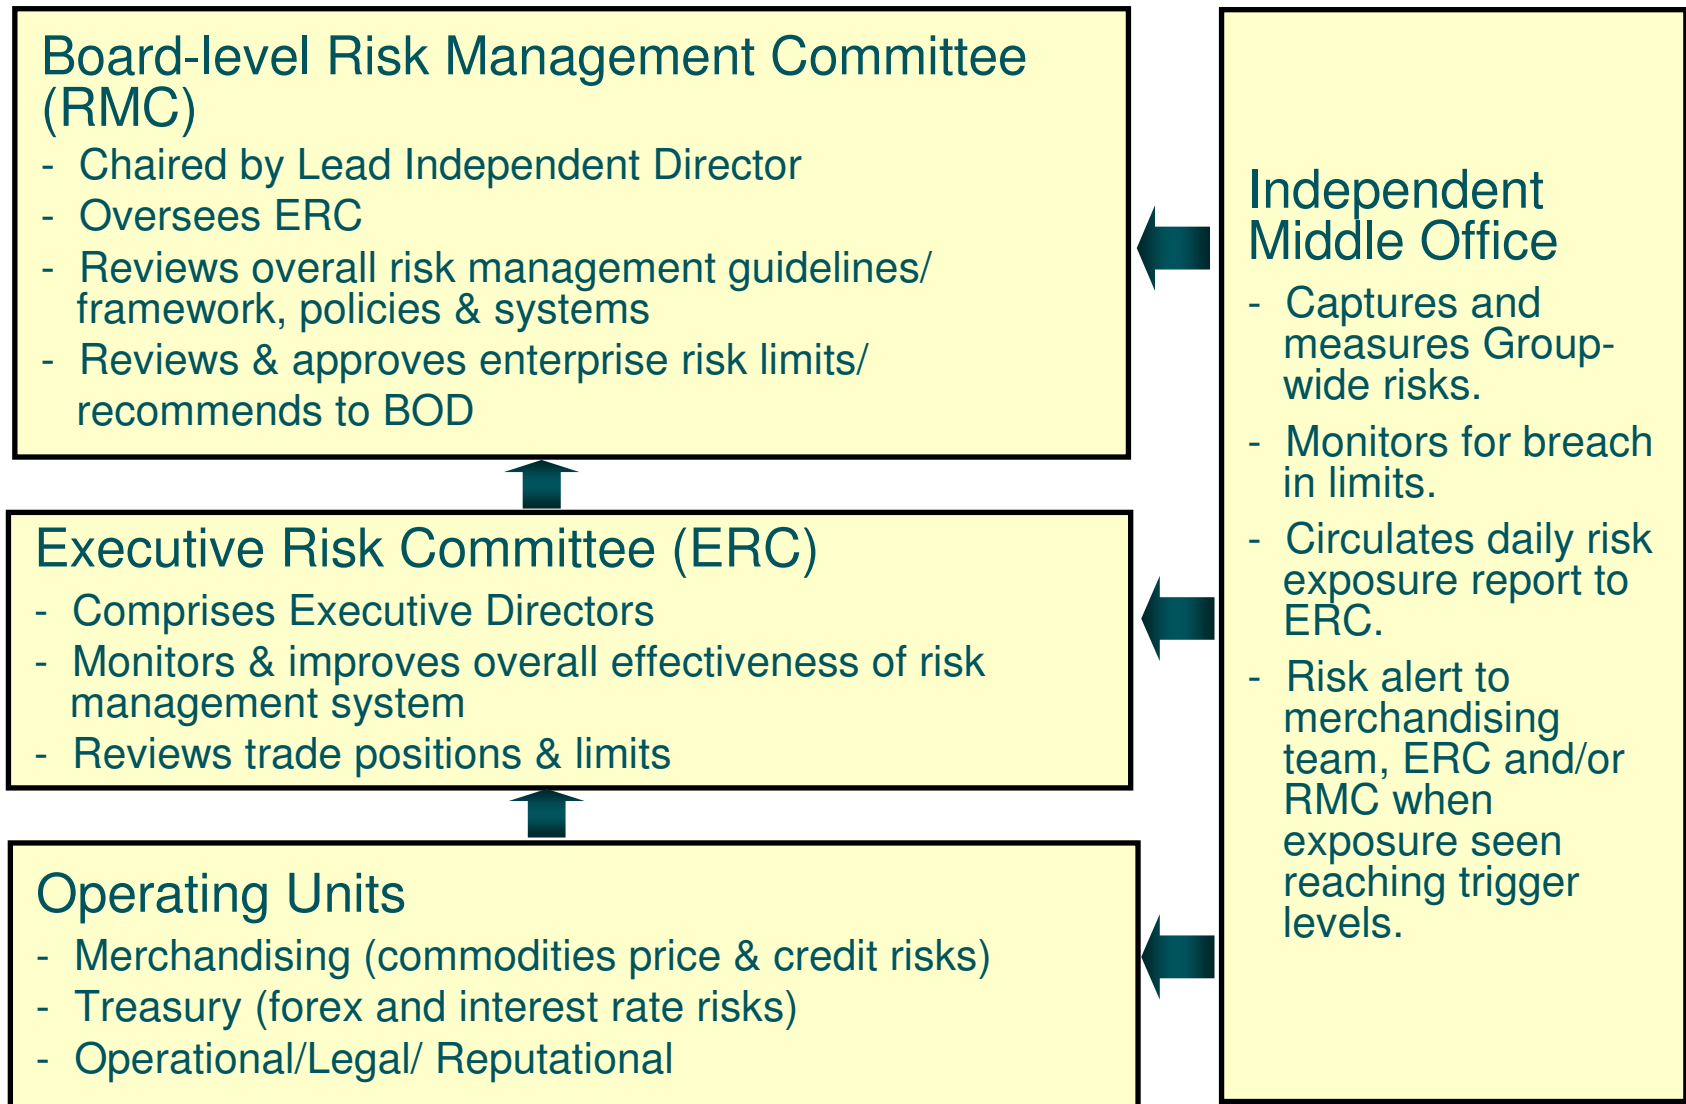 Board-level Risk Management Committee
(RMC)
- Chaired by Lead Independent Director
- Oversees ERC
- Reviews overall risk management guidelines/
framework, policies & systems
- Reviews & approves enterprise risk limits/
recommends to BOD
Executive Risk Committee (ERC)
- Comprises Executive Directors
- Monitors & improves overall effectiveness of risk
management system
- Reviews trade positions & limits
Operating Units
- Merchandising (commodities price & credit risks)
- Treasury (forex and interest rate risks)
- Operational/Legal/ Reputational
Independent
Middle Office
- Captures and
measures Group-
wide risks.
- Monitors for breach
in limits.
- Circulates daily risk
exposure report to
ERC.
- Risk alert to
merchandising
team, ERC and/or
RMC when
exposure seen
reaching trigger
levels.